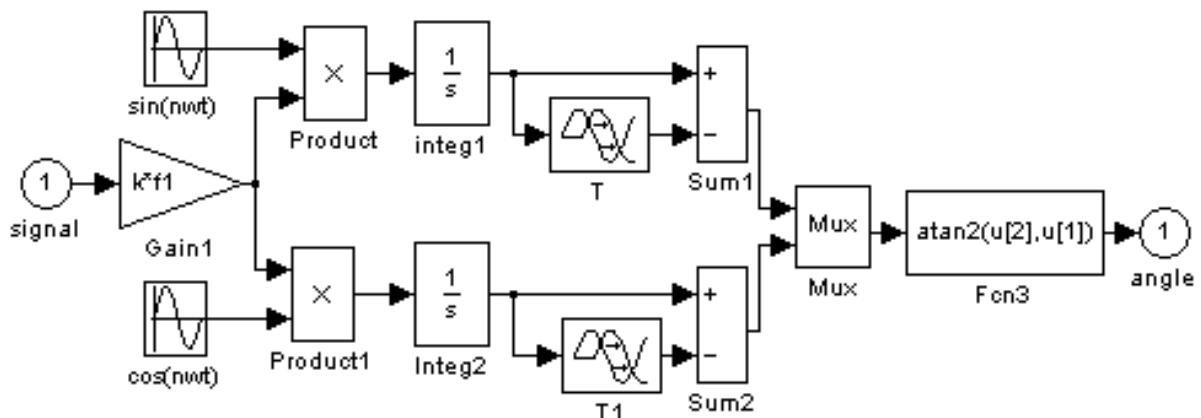 sin(nwt)
×
Product
1
s
integ1
T
+
−
Sum1
1
signal
k*f1
Gain1
Mux
Mux
atan2(u[2],u[1])
Fcn3
1
angle
cos(nwt)
×
Product1
1
s
Integ2
T1
+
−
Sum2